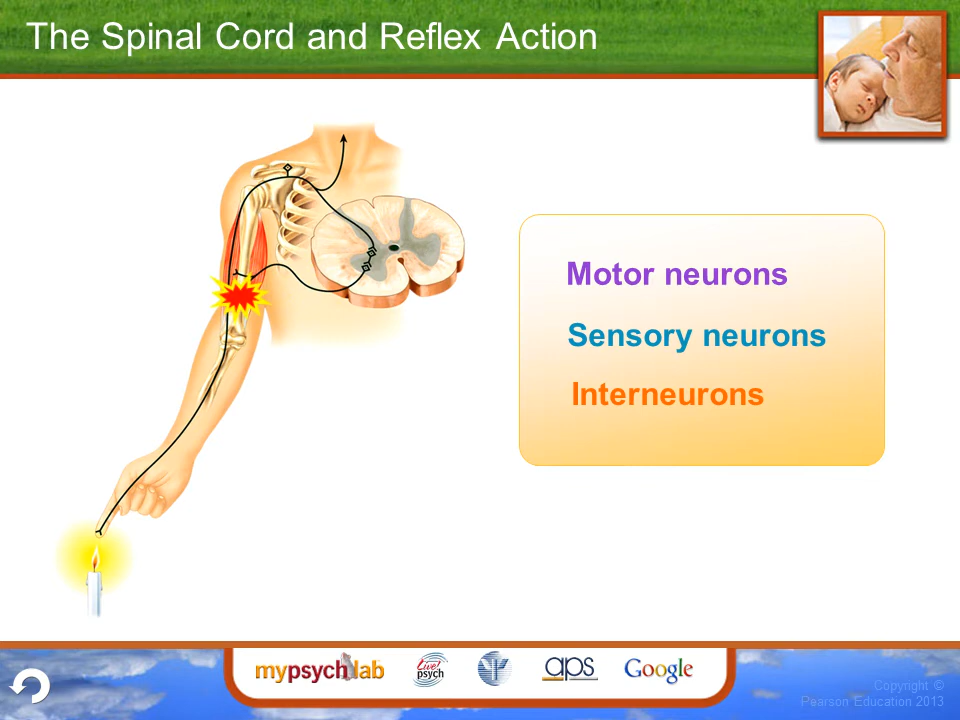 The Spinal Cord and Reflex Action
Motor neurons
Sensory neurons
Interneurons
mypsychlab
Live!
psych
aps
Google
Copyright ©
Pearson Education 2013